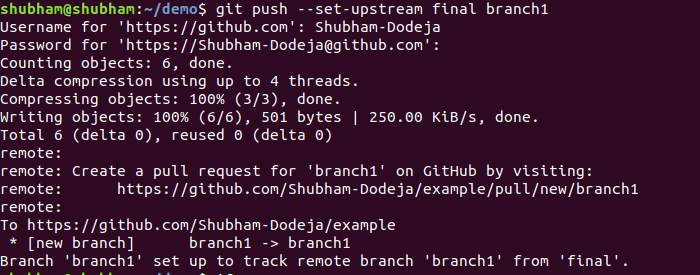 shubham@shubham:~/demo$ git push --set-upstream final branch1
Username for 'https://github.com': Shubham-Dodeja
Password for 'https://Shubham-Dodeja@github.com':
Counting objects: 6, done.
Delta compression using up to 4 threads.
Compressing objects: 100% (3/3), done.
Writing objects: 100% (6/6), 501 bytes | 250.00 KiB/s, done.
Total 6 (delta 0), reused 0 (delta 0)
remote:
remote: Create a pull request for 'branch1' on GitHub by visiting:
remote:      https://github.com/Shubham-Dodeja/example/pull/new/branch1
remote:
To https://github.com/Shubham-Dodeja/example
 * [new branch]      branch1 -> branch1
Branch 'branch1' set up to track remote branch 'branch1' from 'final'.